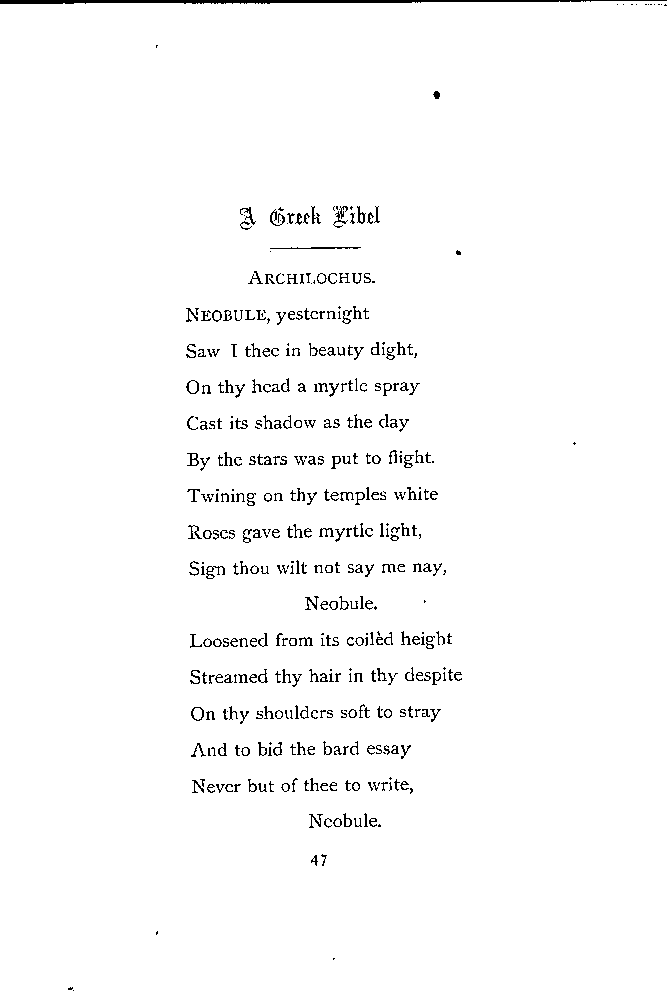 A Greek Libel
ARCHILOCHUS.
NEOBULE, yesternight
Saw I thee in beauty dight,
On thy head a myrtle spray
Cast its shadow as the day
By the stars was put to flight.
Twining on thy temples white
Roses gave the myrtle light,
Sign thou wilt not say me nay,
Neobule.
Loosened from its coilèd height
Streamed thy hair in thy despite
On thy shoulders soft to stray
And to bid the bard essay
Never but of thee to write,
Neobule.
47